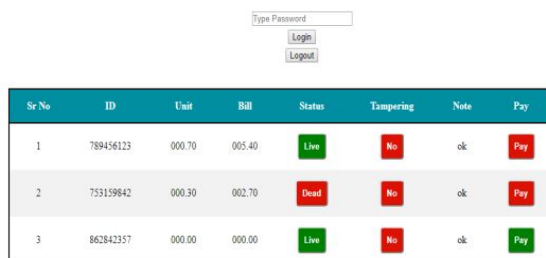 Type Password
Login
Logout
Sr No ID Unit Bill Status Tampering Note Pay
1 789456123 000.70 005.40 Live No ok Pay
2 753159842 000.30 002.70 Dead No ok Pay
3 862842357 000.00 000.00 Live No ok Pay